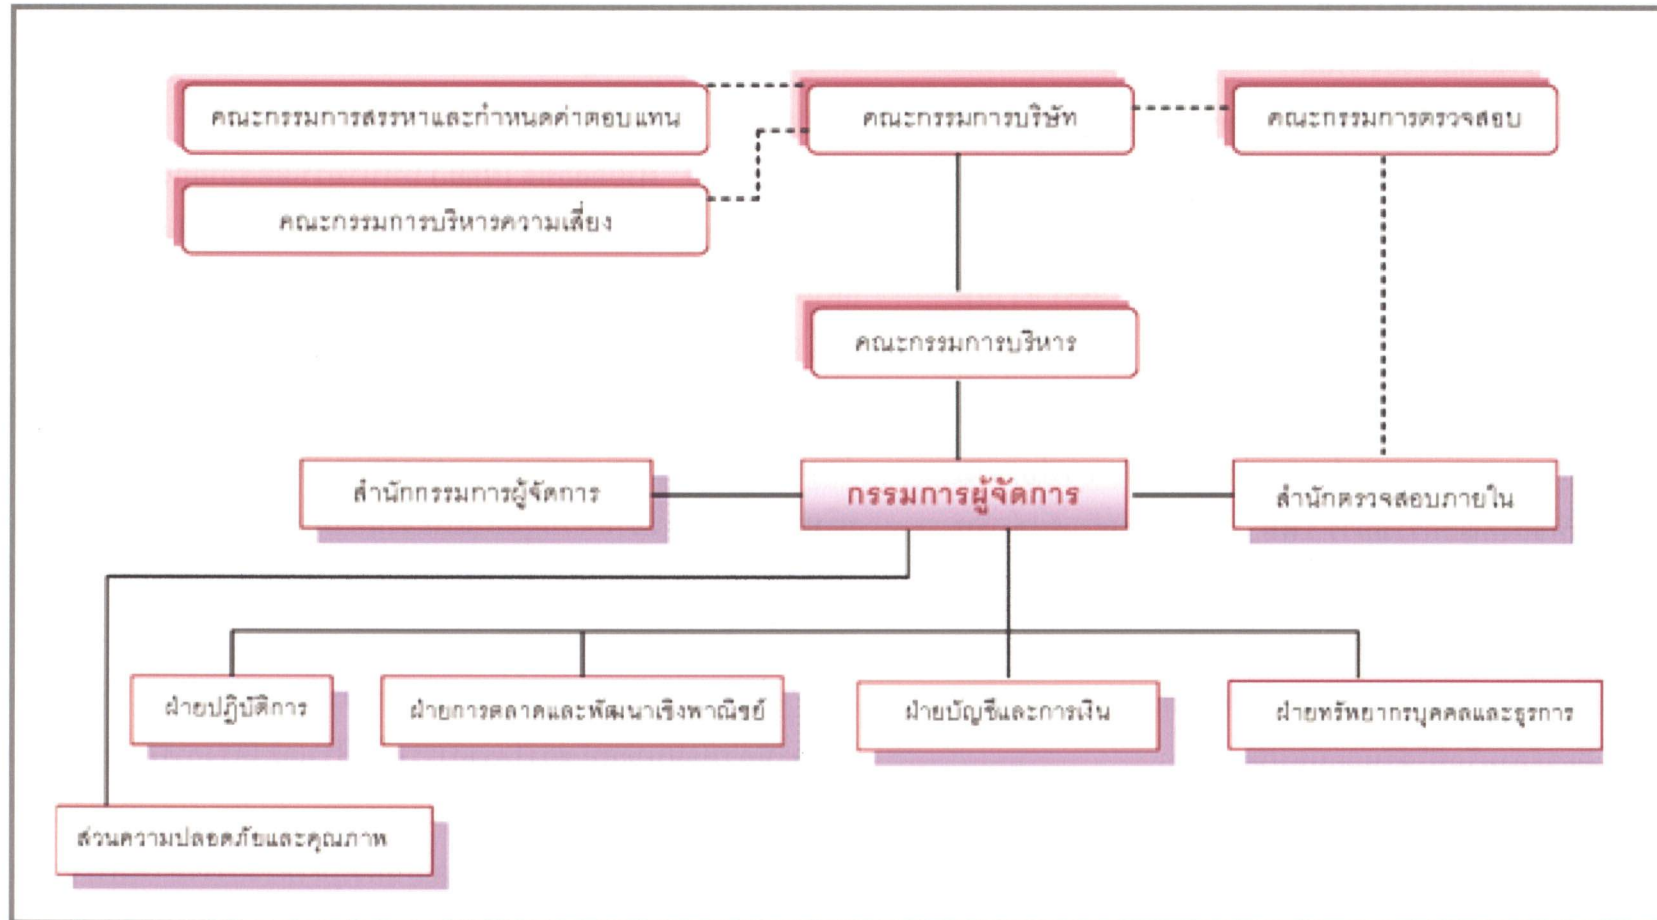 คณะกรรมการสรรหาและกำหนดค่าตอบแทน
คณะกรรมการบริษัท
คณะกรรมการตรวจสอบ
คณะกรรมการบริหารความเสี่ยง
คณะกรรมการบริหาร
สำนักกรรมการผู้จัดการ
กรรมการผู้จัดการ
สำนักตรวจสอบภายใน
ฝ่ายปฏิบัติการ
ฝ่ายการตลาดและพัฒนาเชิงพาณิชย์
ฝ่ายบัญชีและการเงิน
ฝ่ายทรัพยากรบุคคลและธุรการ
ส่วนความปลอดภัยและคุณภาพ